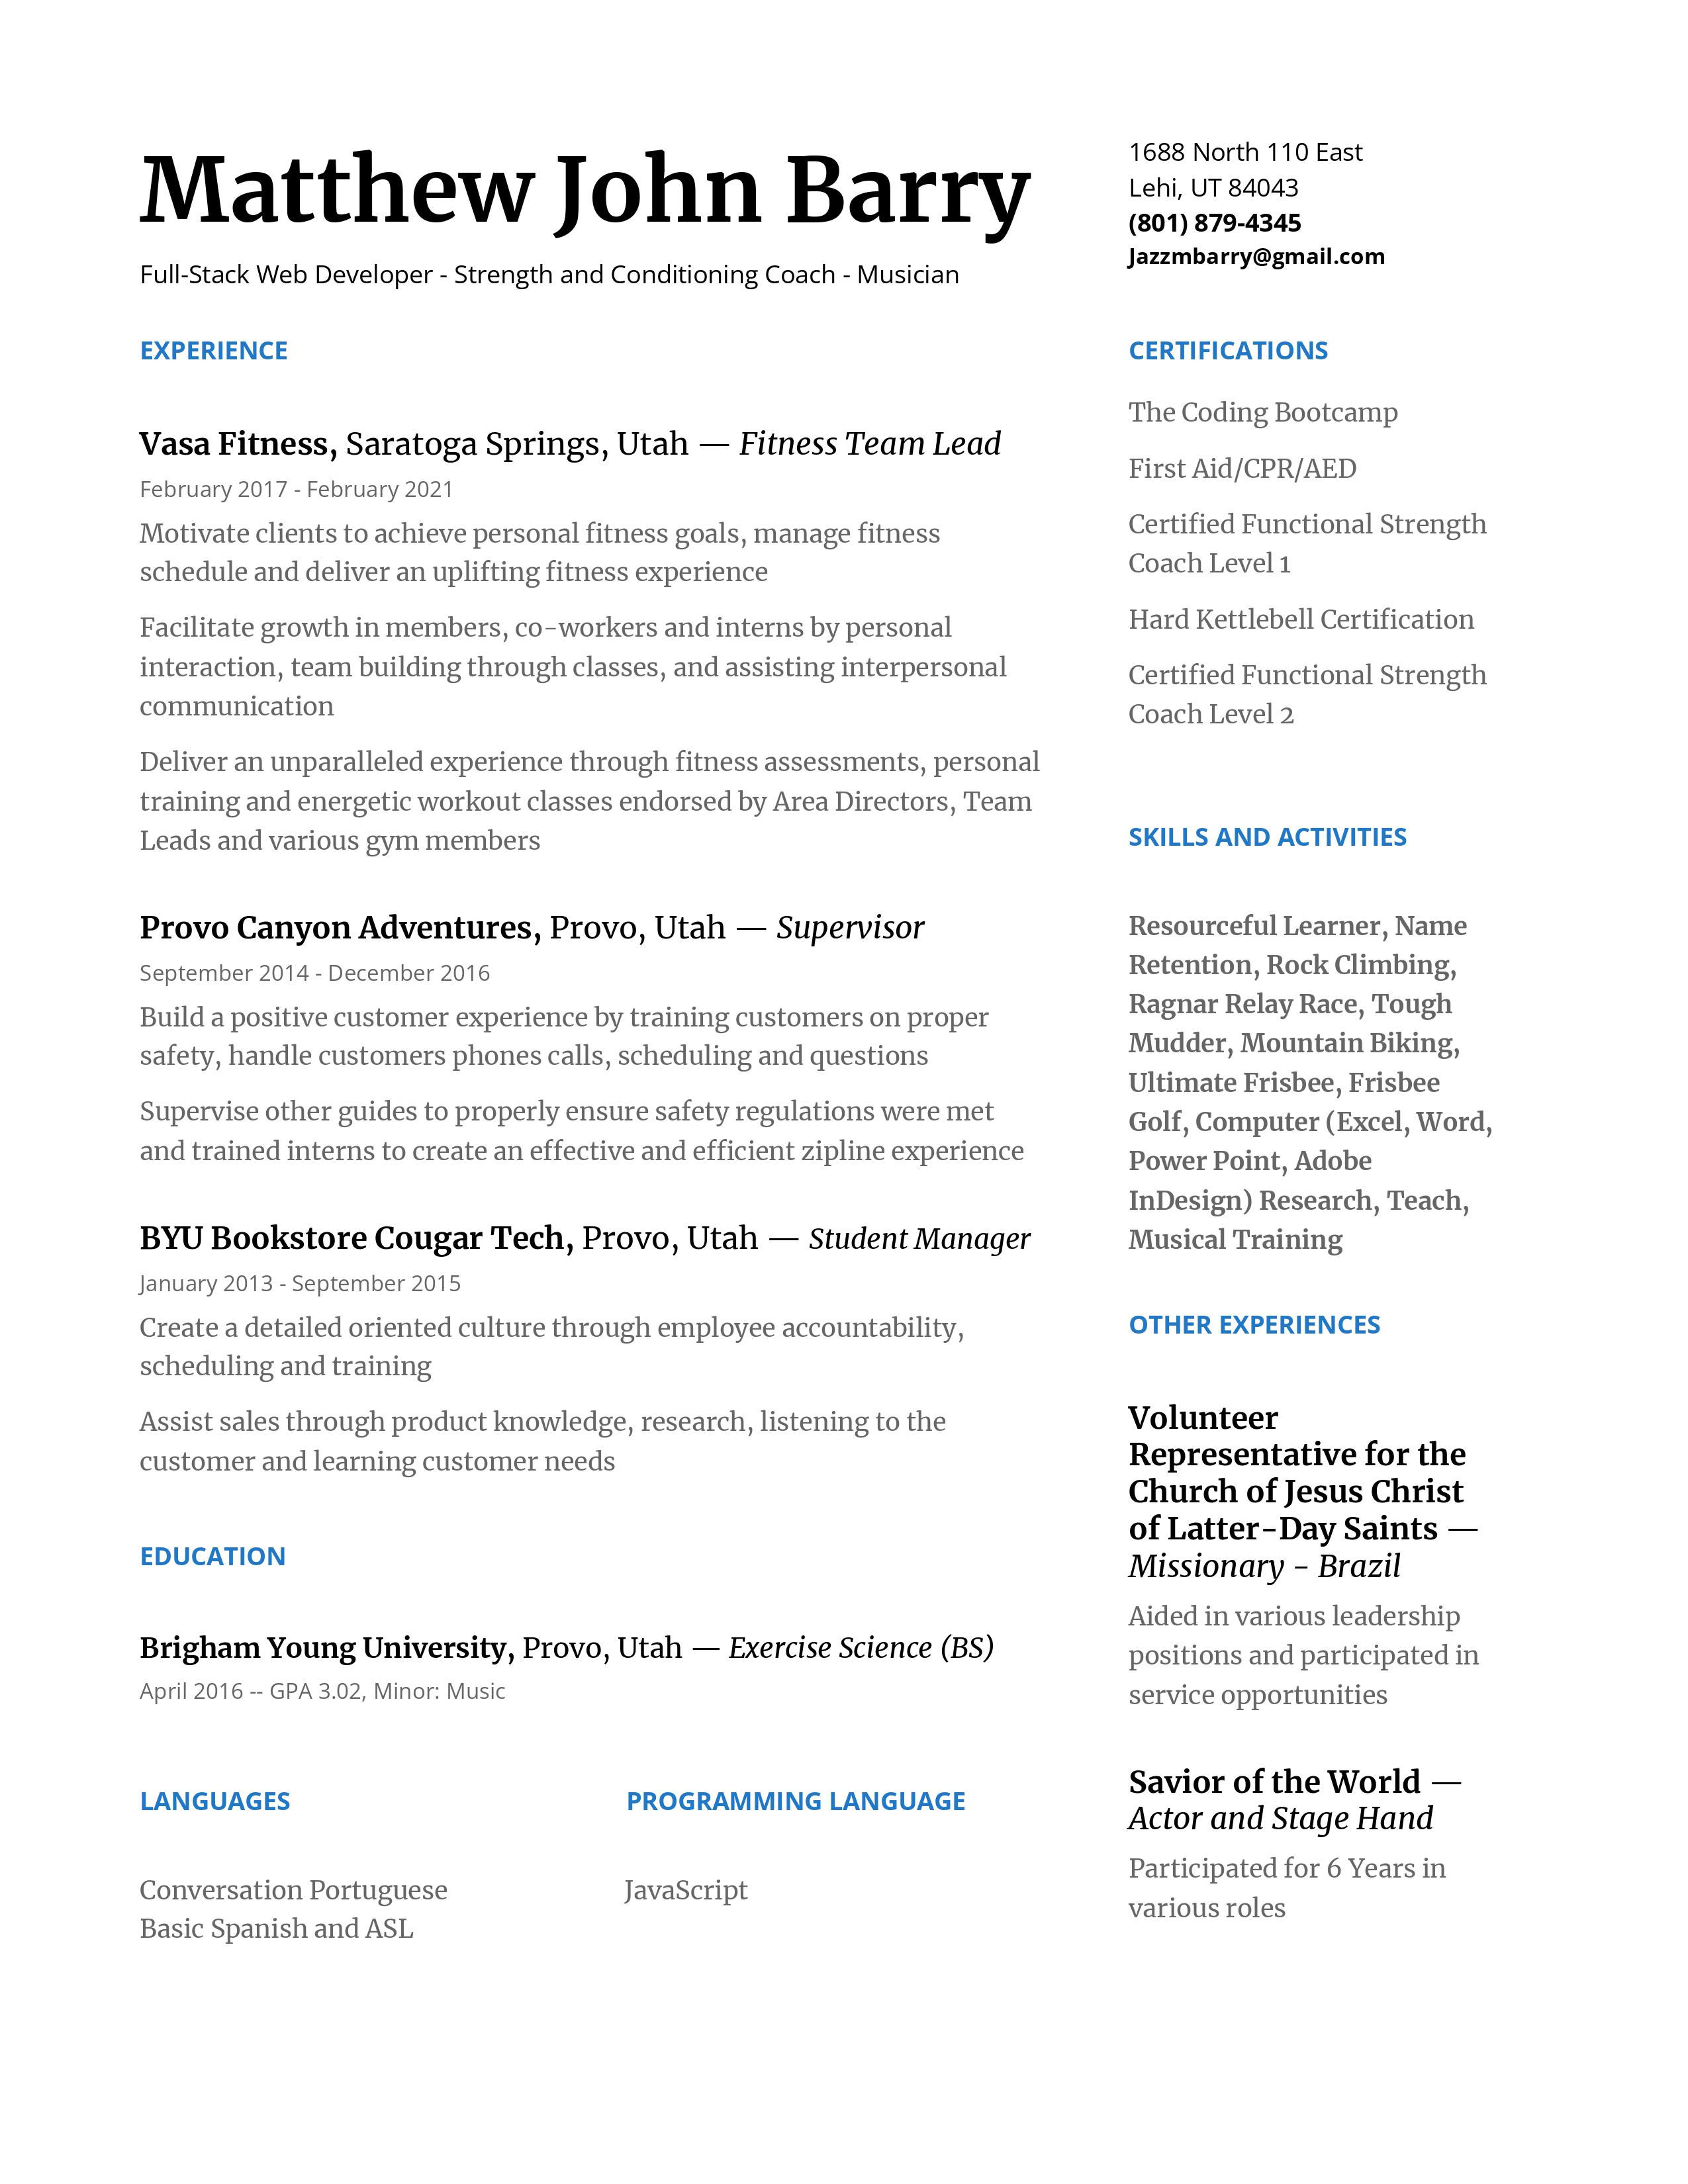 Matthew John Barry
Full-Stack Web Developer - Strength and Conditioning Coach - Musician
1688 North 110 East
Lehi, UT 84043
(801) 879-4345
Jazzmbarry@gmail.com
EXPERIENCE
Vasa Fitness, Saratoga Springs, Utah — Fitness Team Lead
February 2017 - February 2021
Motivate clients to achieve personal fitness goals, manage fitness
schedule and deliver an uplifting fitness experience
Facilitate growth in members, co-workers and interns by personal
interaction, team building through classes, and assisting interpersonal
communication
Deliver an unparalleled experience through fitness assessments, personal
training and energetic workout classes endorsed by Area Directors, Team
Leads and various gym members
Provo Canyon Adventures, Provo, Utah — Supervisor
September 2014 - December 2016
Build a positive customer experience by training customers on proper
safety, handle customers phones calls, scheduling and questions
Supervise other guides to properly ensure safety regulations were met
and trained interns to create an effective and efficient zipline experience
BYU Bookstore Cougar Tech, Provo, Utah — Student Manager
January 2013 - September 2015
Create a detailed oriented culture through employee accountability,
scheduling and training
Assist sales through product knowledge, research, listening to the
customer and learning customer needs
EDUCATION
Brigham Young University, Provo, Utah — Exercise Science (BS)
April 2016 -- GPA 3.02, Minor: Music
LANGUAGES
Conversation Portuguese
Basic Spanish and ASL
PROGRAMMING LANGUAGE
JavaScript
CERTIFICATIONS
The Coding Bootcamp
First Aid/CPR/AED
Certified Functional Strength
Coach Level 1
Hard Kettlebell Certification
Certified Functional Strength
Coach Level 2
SKILLS AND ACTIVITIES
Resourceful Learner, Name
Retention, Rock Climbing,
Ragnar Relay Race, Tough
Mudder, Mountain Biking,
Ultimate Frisbee, Frisbee
Golf, Computer (Excel, Word,
Power Point, Adobe
InDesign) Research, Teach,
Musical Training
OTHER EXPERIENCES
Volunteer
Representative for the
Church of Jesus Christ
of Latter-Day Saints —
Missionary - Brazil
Aided in various leadership
positions and participated in
service opportunities
Savior of the World —
Actor and Stage Hand
Participated for 6 Years in
various roles